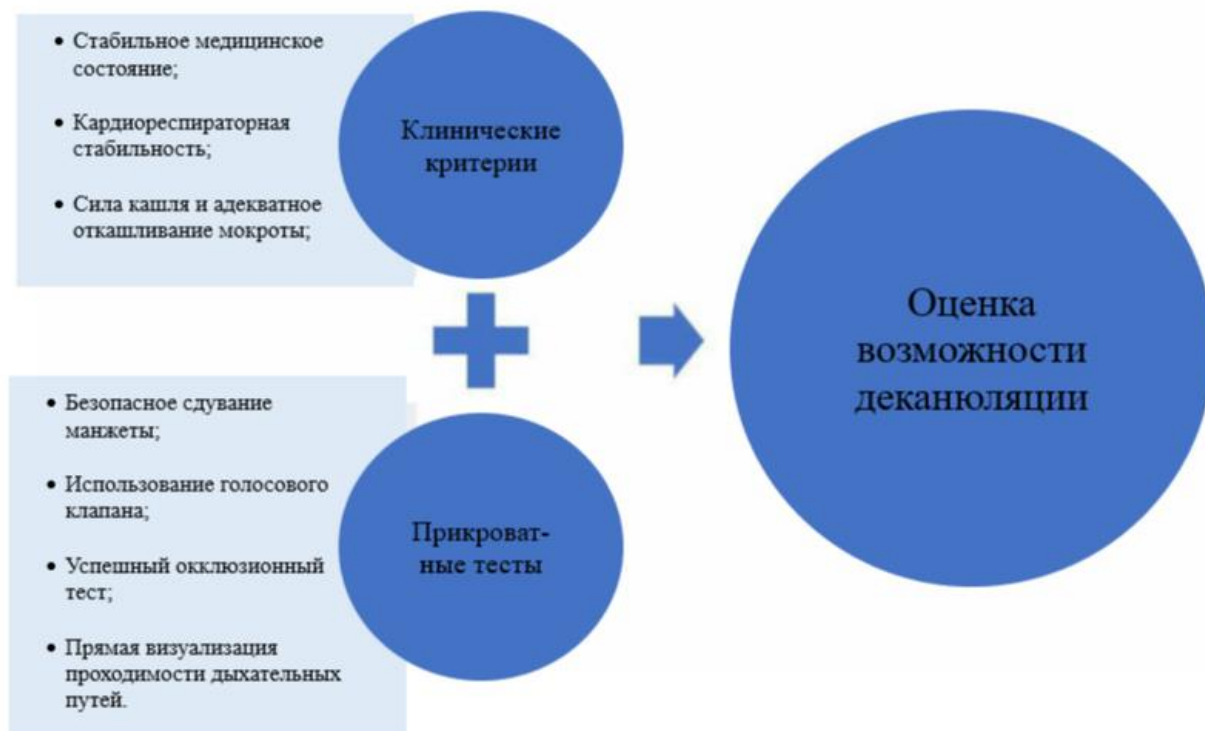 • Стабильное медицинское
состояние;
• Кардиореспираторная
стабильность;
• Сила кашля и адекватное
откашливание мокроты;
Клинические
критерии
• Безопасное сдувание
манжеты;
• Использование голосового
клапана;
• Успешный окклюзионный
тест;
• Прямая визуализация
проходимости дыхательных
путей.
Прикроват-
ные тесты
Оценка
возможности
деканюляции